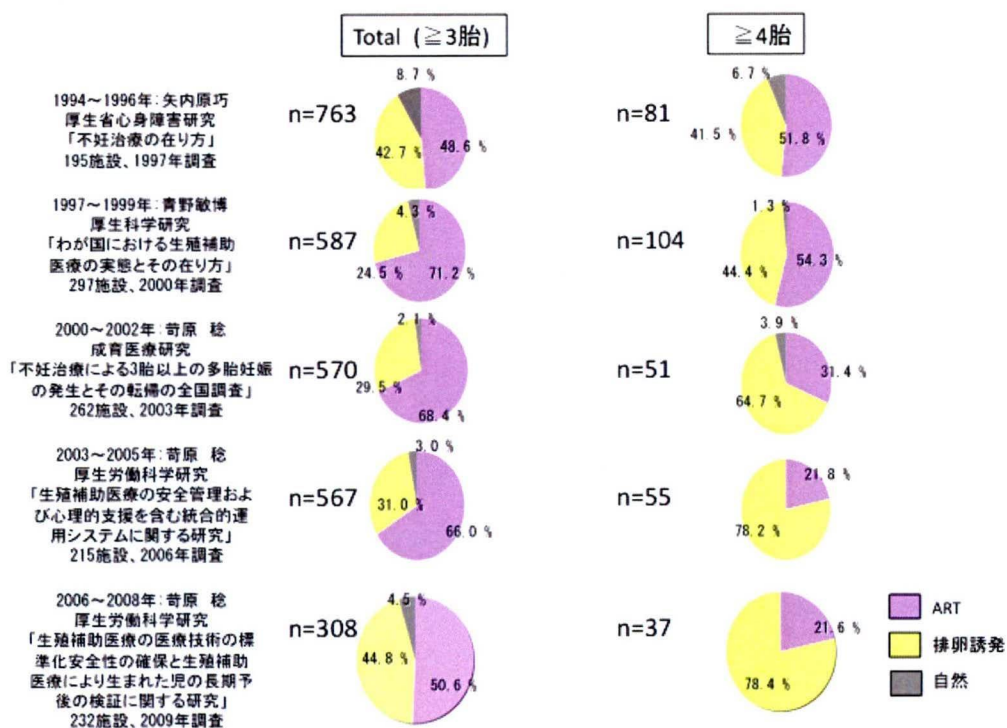 Total (≧3胎)
≧4胎
1994～1996年：矢内原巧
厚生省心身障害研究
「不妊治療の在り方」
195施設、1997年調査
n=763
8.7 %
42.7 %
48.6 %
n=81
6.7 %
41.5 %
51.8 %
1997～1999年：青野敏博
厚生科学研究
「わが国における生殖補助
医療の実態とその在り方」
297施設、2000年調査
n=587
4.3 %
24.5 %
71.2 %
n=104
1.3 %
44.4 %
54.3 %
2000～2002年：苛原　稔
成育医療研究
「不妊治療による3胎以上の多胎妊娠
の発生とその転帰の全国調査」
262施設、2003年調査
n=570
2.1 %
29.5 %
68.4 %
n=51
3.9 %
64.7 %
31.4 %
2003～2005年：苛原　稔
厚生労働科学研究
「生殖補助医療の安全管理およ
び心理的支援を含む統合的運
用システムに関する研究」
215施設、2006年調査
n=567
3.0 %
31.0 %
66.0 %
n=55
21.8 %
78.2 %
2006～2008年：苛原　稔
厚生労働科学研究
「生殖補助医療の医療技術の標
準化安全性の確保と生殖補助
医療により生まれた児の長期予
後の検証に関する研究」
232施設、2009年調査
n=308
4.5 %
44.8 %
50.6 %
n=37
21.6 %
78.4 %
ART
排卵誘発
自然